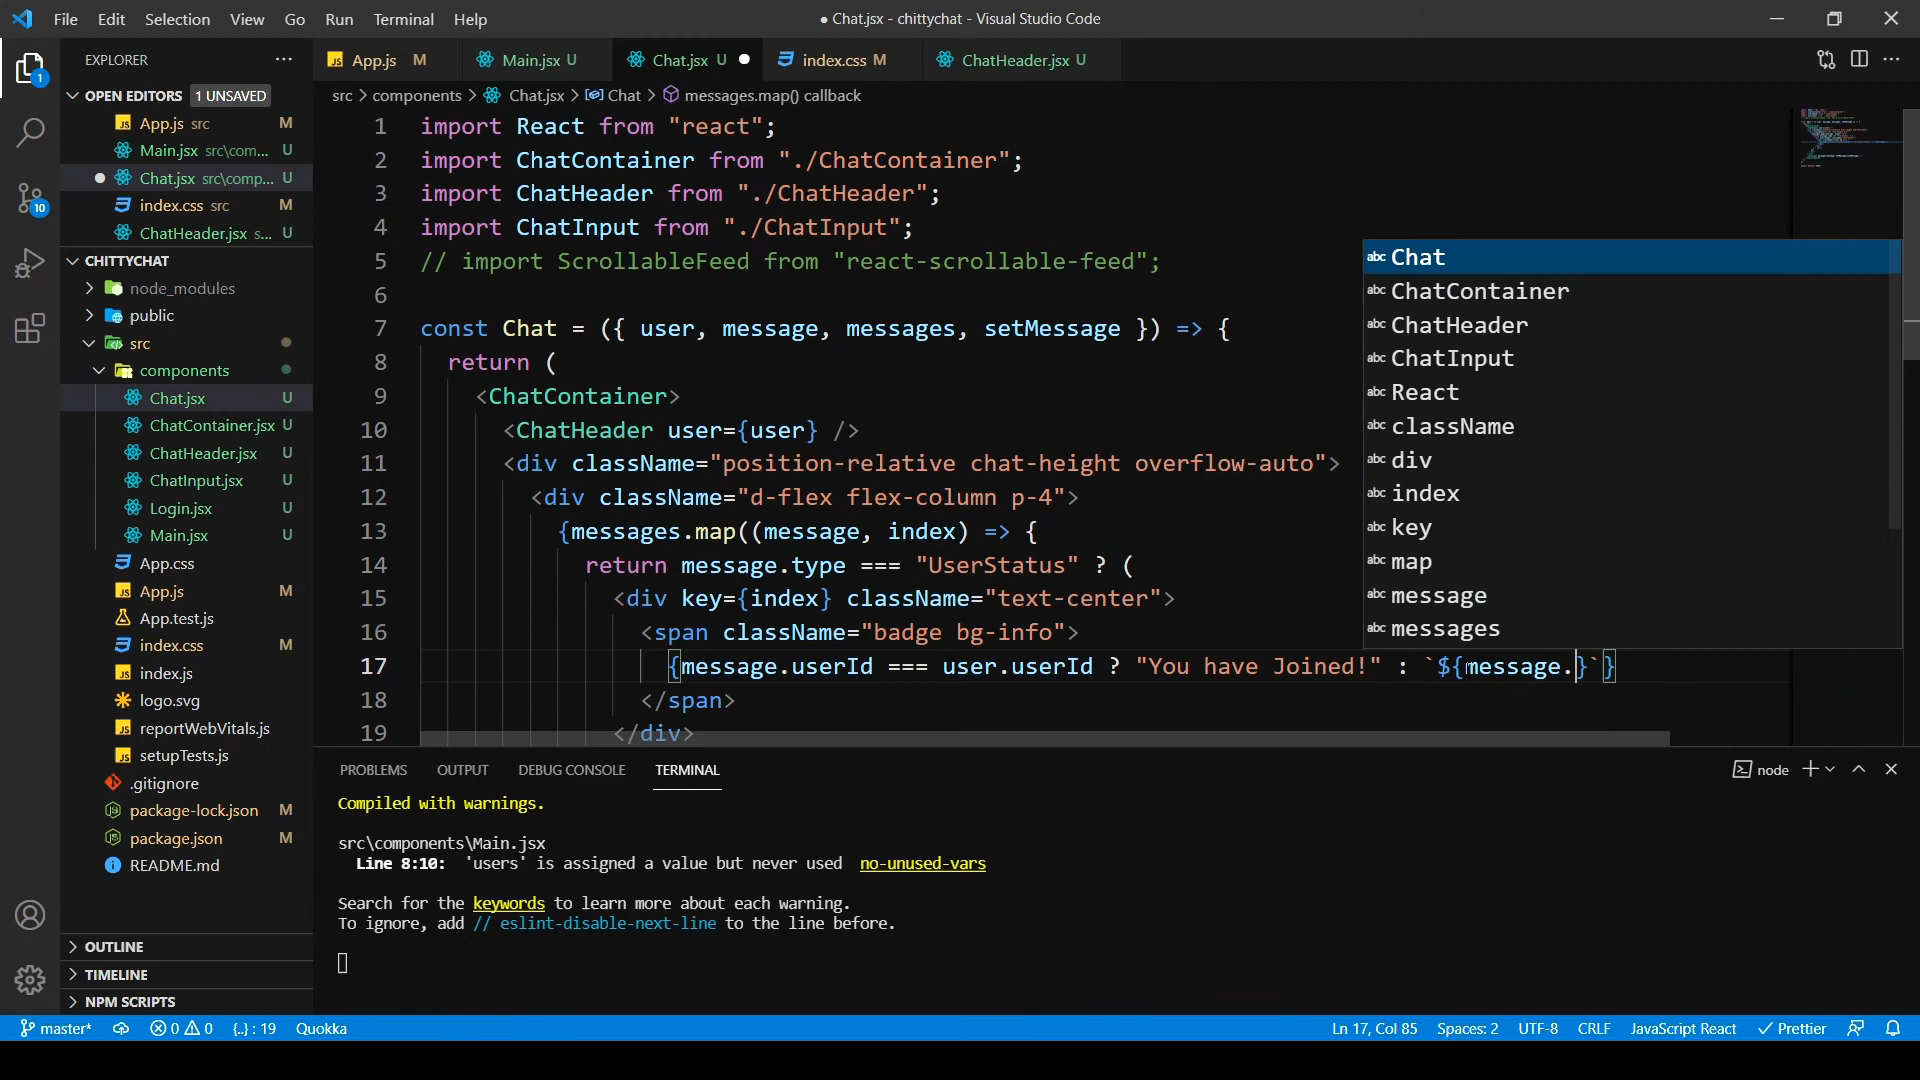 File Edit Selection View Go Run Terminal Help
● Chat.jsx - chittychat - Visual Studio Code
EXPLORER
App.js M
Main.jsx U
Chat.jsx U
index.css M
ChatHeader.jsx U
OPEN EDITORS 1 UNSAVED
App.js src M
Main.jsx src\com... U
Chat.jsx src\comp... U
index.css src M
ChatHeader.jsx s... U
CHITTYCHAT
node_modules
public
src
components
Chat.jsx U
ChatContainer.jsx U
ChatHeader.jsx U
ChatInput.jsx U
Login.jsx U
Main.jsx U
App.css
App.js M
App.test.js
index.css M
index.js
logo.svg
reportWebVitals.js
setupTests.js
.gitignore
package-lock.json M
package.json M
README.md
OUTLINE
TIMELINE
NPM SCRIPTS
1
10
src > components > Chat.jsx > Chat > messages.map() callback
1 import React from "react";
2 import ChatContainer from "./ChatContainer";
3 import ChatHeader from "./ChatHeader";
4 import ChatInput from "./ChatInput";
5 // import ScrollableFeed from "react-scrollable-feed";
6
7 const Chat = ({ user, message, messages, setMessage }) => {
8 return (
9 <ChatContainer>
10 <ChatHeader user={user} />
11 <div className="position-relative chat-height overflow-auto">
12 <div className="d-flex flex-column p-4">
13 {messages.map((message, index) => {
14 return message.type === "UserStatus" ? (
15 <div key={index} className="text-center">
16 <span className="badge bg-info">
17 {message.userId === user.userId ? "You have Joined!" : `${message.}`}
18 </span>
19 </div>
abc Chat
abc ChatContainer
abc ChatHeader
abc ChatInput
abc React
abc className
abc div
abc index
abc key
abc map
abc message
abc messages
PROBLEMS OUTPUT DEBUG CONSOLE TERMINAL
node
Compiled with warnings.
src\components\Main.jsx
Line 8:10: 'users' is assigned a value but never used no-unused-vars
Search for the keywords to learn more about each warning.
To ignore, add // eslint-disable-next-line to the line before.
master* 0 0 {..} : 19 Quokka
Ln 17, Col 85 Spaces: 2 UTF-8 CRLF JavaScript React Prettier